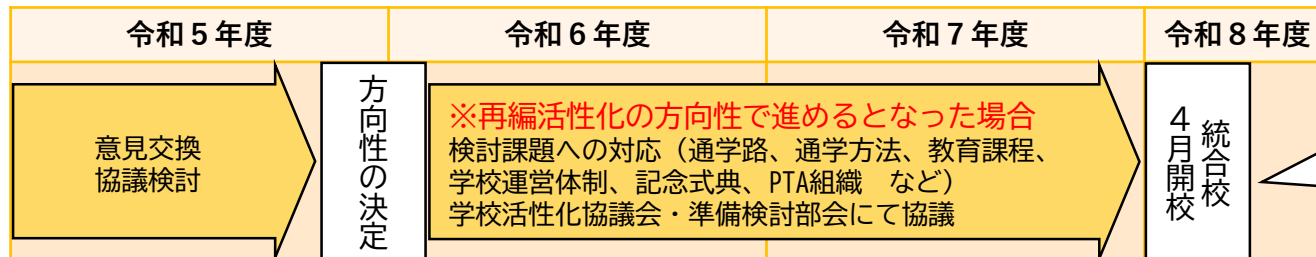 令和５年度
令和６年度
令和７年度
令和８年度
意見交換
協議検討
方向性の決定
※再編活性化の方向性で進めるとなった場合
検討課題への対応（通学路、通学方法、教育課程、
学校運営体制、記念式典、PTA組織　など）
学校活性化協議会・準備検討部会にて協議
統合校
４月開校